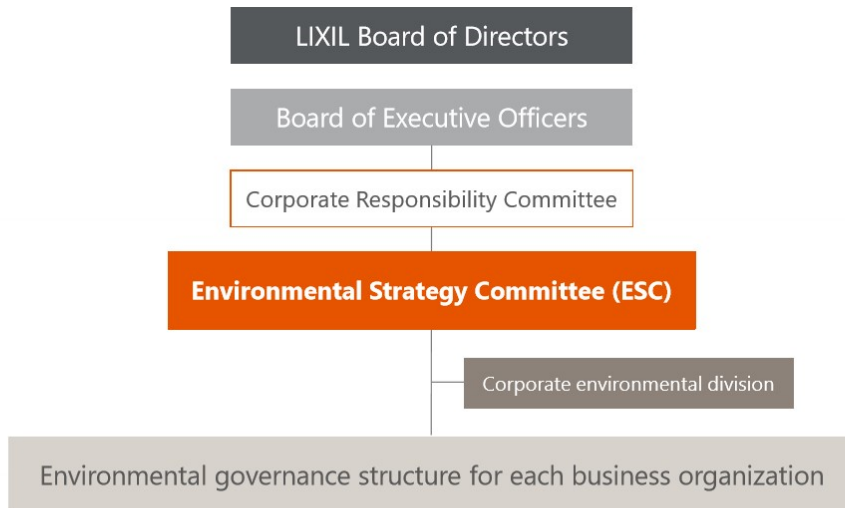 LIXIL Board of Directors
Board of Executive Officers
Corporate Responsibility Committee
Environmental Strategy Committee (ESC)
Corporate environmental division
Environmental governance structure for each business organization